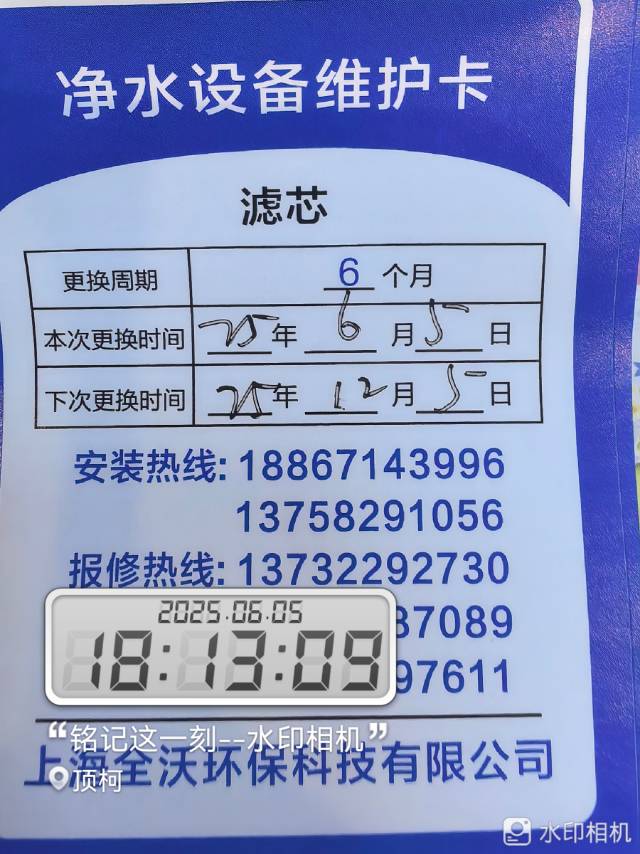 净水设备维护卡
滤芯
更换周期 6 个月
本次更换时间 25年 6 月 5 日
下次更换时间 25年 12 月 5 日
安装热线: 18867143996
13758291056
报修热线: 13732292730
2025.06.05
87089
18:13:09
97611
“铭记这一刻--水印相机”
上海全沃环保科技有限公司
顶柯
水印相机